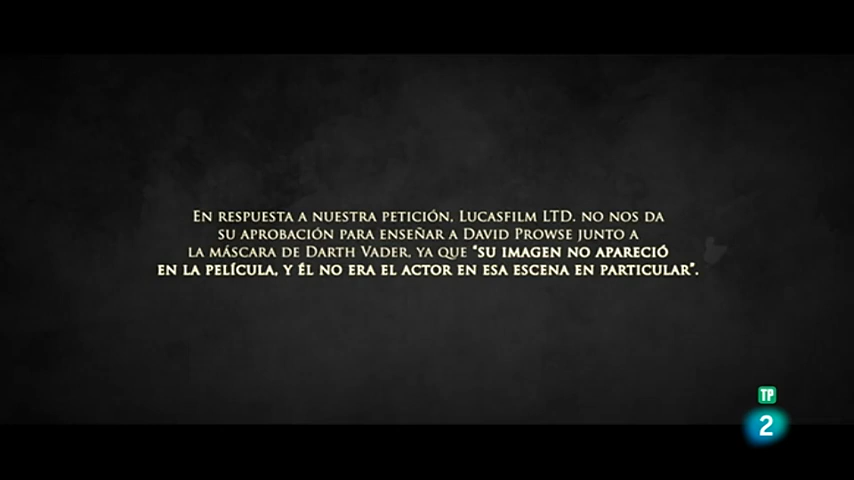 En respuesta a nuestra petición, Lucasfilm LTD. no nos da
su aprobación para enseñar a David Prowse junto a
la máscara de Darth Vader, ya que “su imagen no apareció
en la película, y él no era el actor en esa escena en particular”.
TP
2